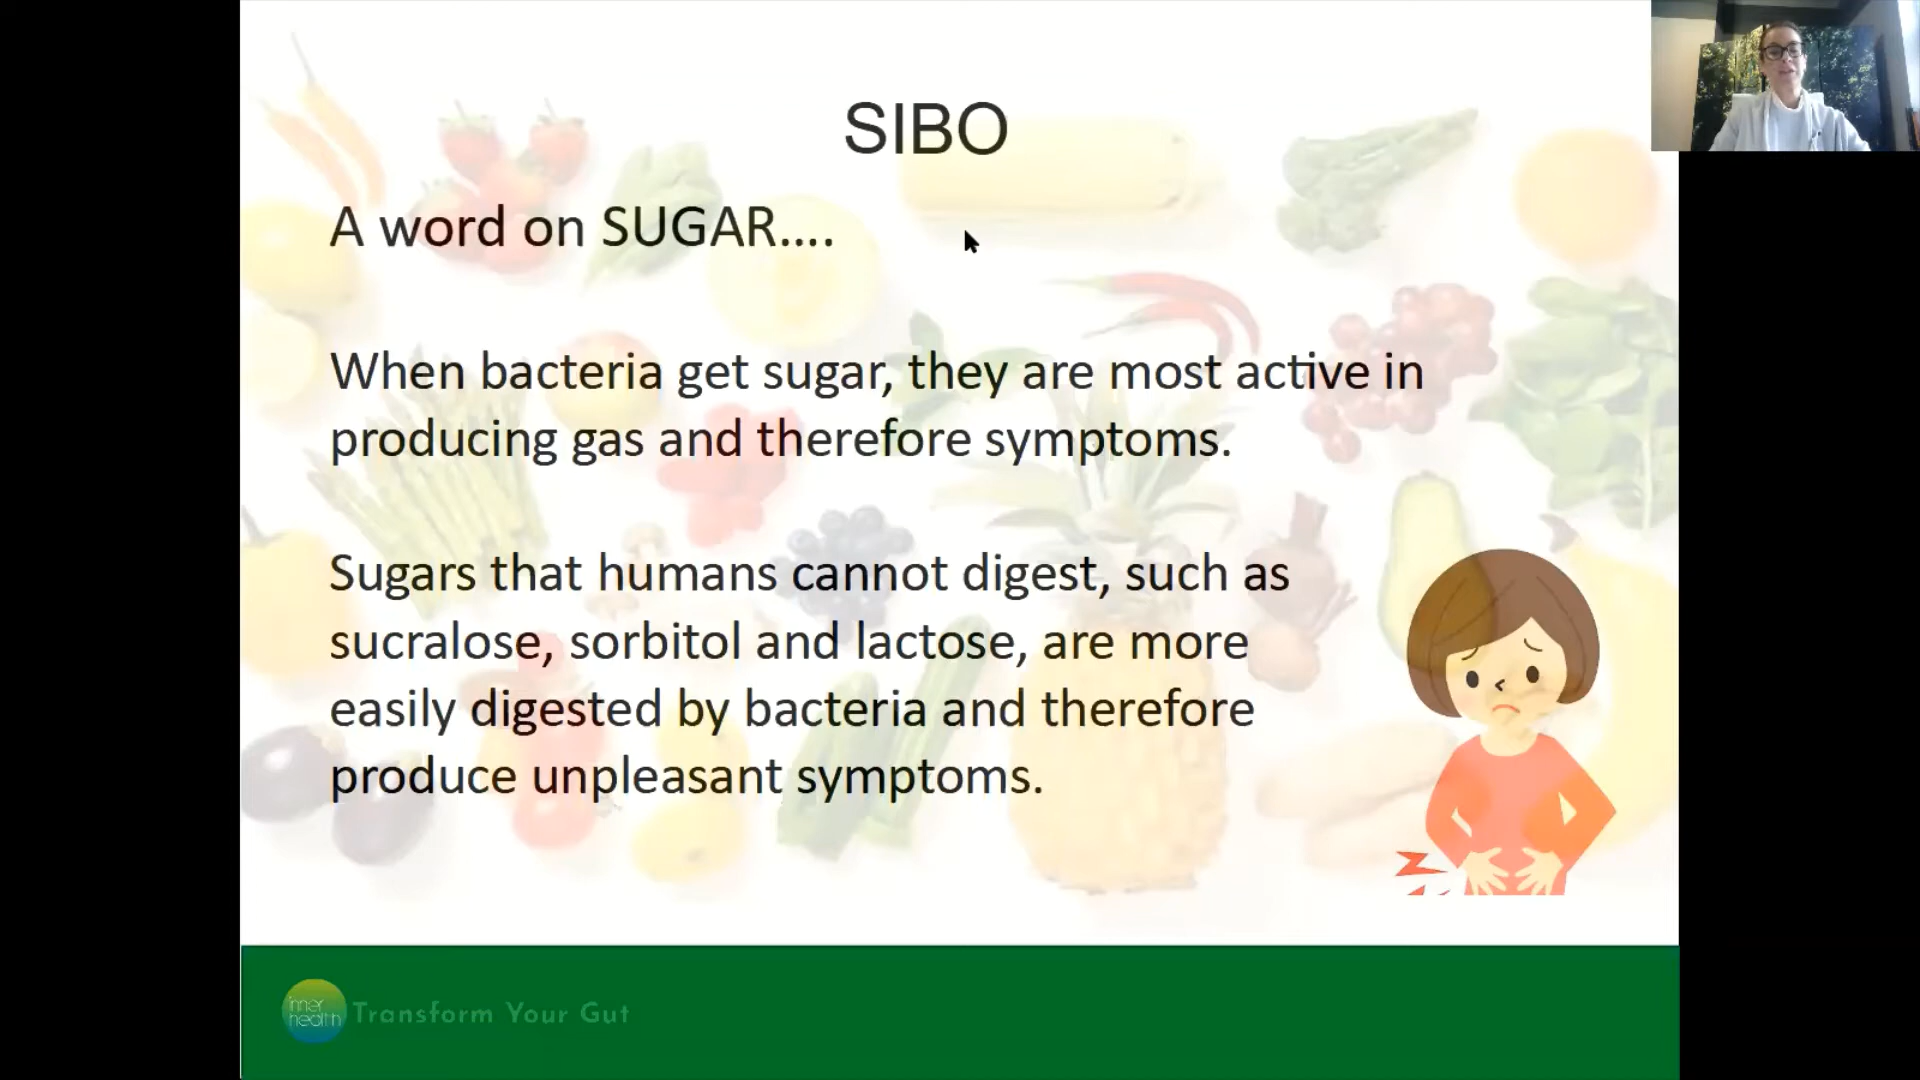 SIBO
A word on SUGAR....
When bacteria get sugar, they are most active in
producing gas and therefore symptoms.
Sugars that humans cannot digest, such as
sucralose, sorbitol and lactose, are more
easily digested by bacteria and therefore
produce unpleasant symptoms.
inner
health
Transform Your Gut